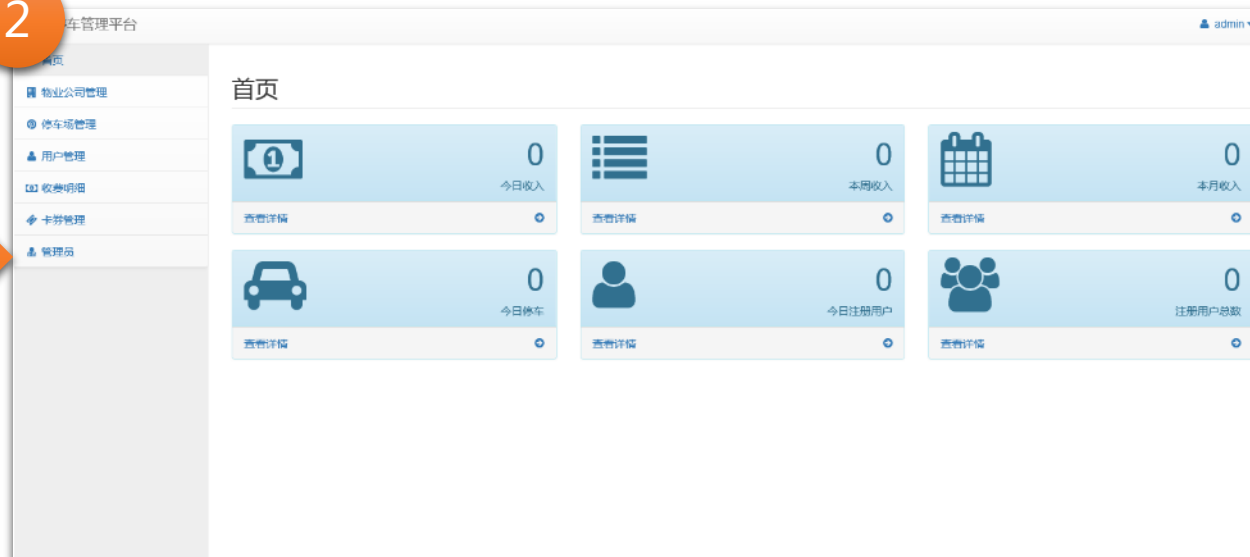 2
车管理平台
admin
首页
物业公司管理
停车场管理
用户管理
收费明细
卡券管理
管理员
首页
1
0
今日收入
查看详情
0
本周收入
查看详情
0
本月收入
查看详情
0
今日停车
查看详情
0
今日注册用户
查看详情
0
注册用户总数
查看详情